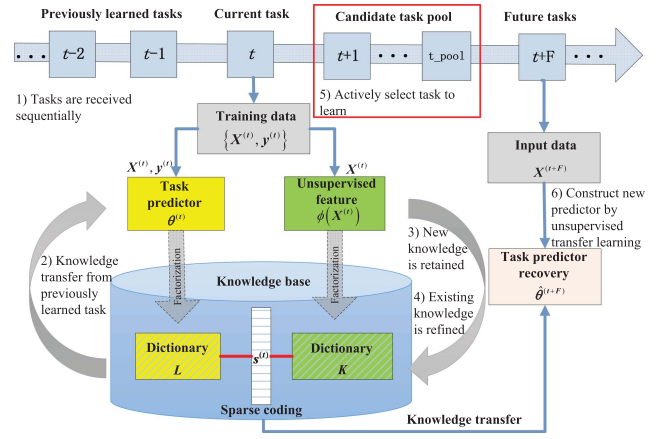 Previously learned tasks
Current task
Candidate task pool
Future tasks
t-2
t-1
t
t+1
t_pool
t+F
1) Tasks are received
sequentially
5) Actively select task to
learn
Training data
{X^(t), y^(t)}
Input data
X^(t+F)
X^(t), y^(t)
X^(t)
Task
predictor
θ^(t)
Unsupervised
feature
ϕ(X^(t))
6) Construct new
predictor by
unsupervised
transfer learning
2) Knowledge
transfer from
previously
learned task
3) New
knowledge
is retained
4) Existing
knowledge
is refined
Factorization
Factorization
Task predictor
recovery
θ̂^(t+F)
Knowledge base
Dictionary
L
s^(t)
Dictionary
K
Sparse coding
Knowledge transfer